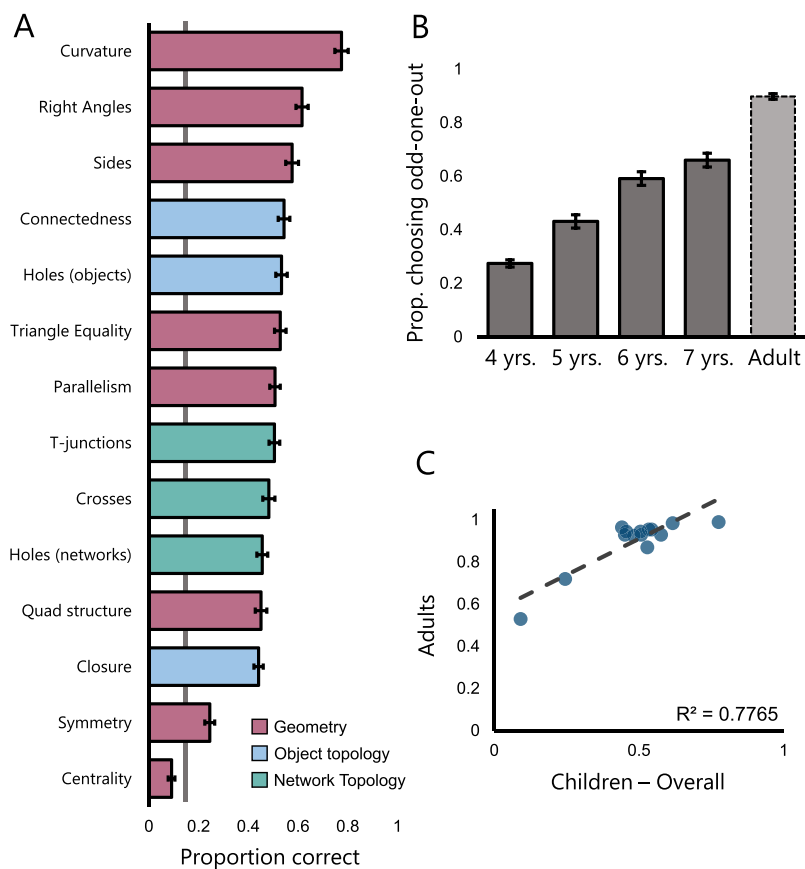 A
Curvature
Right Angles
Sides
Connectedness
Holes (objects)
Triangle Equality
Parallelism
T-junctions
Crosses
Holes (networks)
Quad structure
Closure
Symmetry
Centrality
Geometry
Object topology
Network Topology
0 0.2 0.4 0.6 0.8 1
Proportion correct
B
Prop. choosing odd-one-out
1
0.8
0.6
0.4
0.2
0
4 yrs. 5 yrs. 6 yrs. 7 yrs. Adult
C
Adults
1
0.8
0.6
0.4
0.2
0
R² = 0.7765
0 0.5 1
Children – Overall